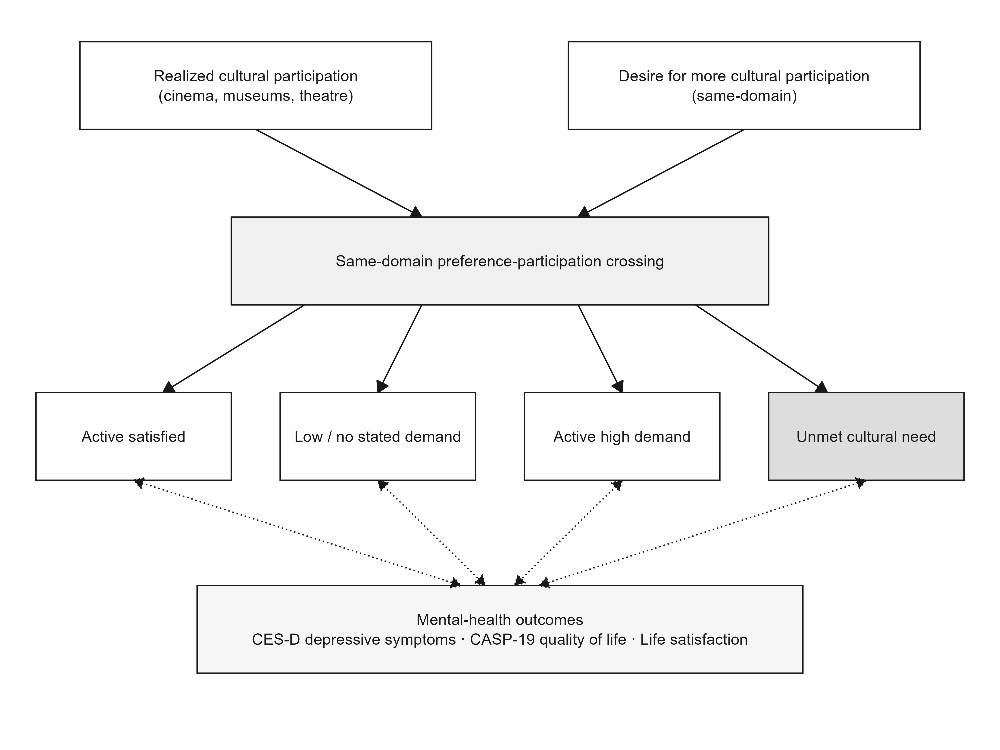 Realized cultural participation
(cinema, museums, theatre)
Desire for more cultural participation
(same-domain)
Same-domain preference-participation crossing
Active satisfied
Low / no stated demand
Active high demand
Unmet cultural need
Mental-health outcomes
CES-D depressive symptoms · CASP-19 quality of life · Life satisfaction